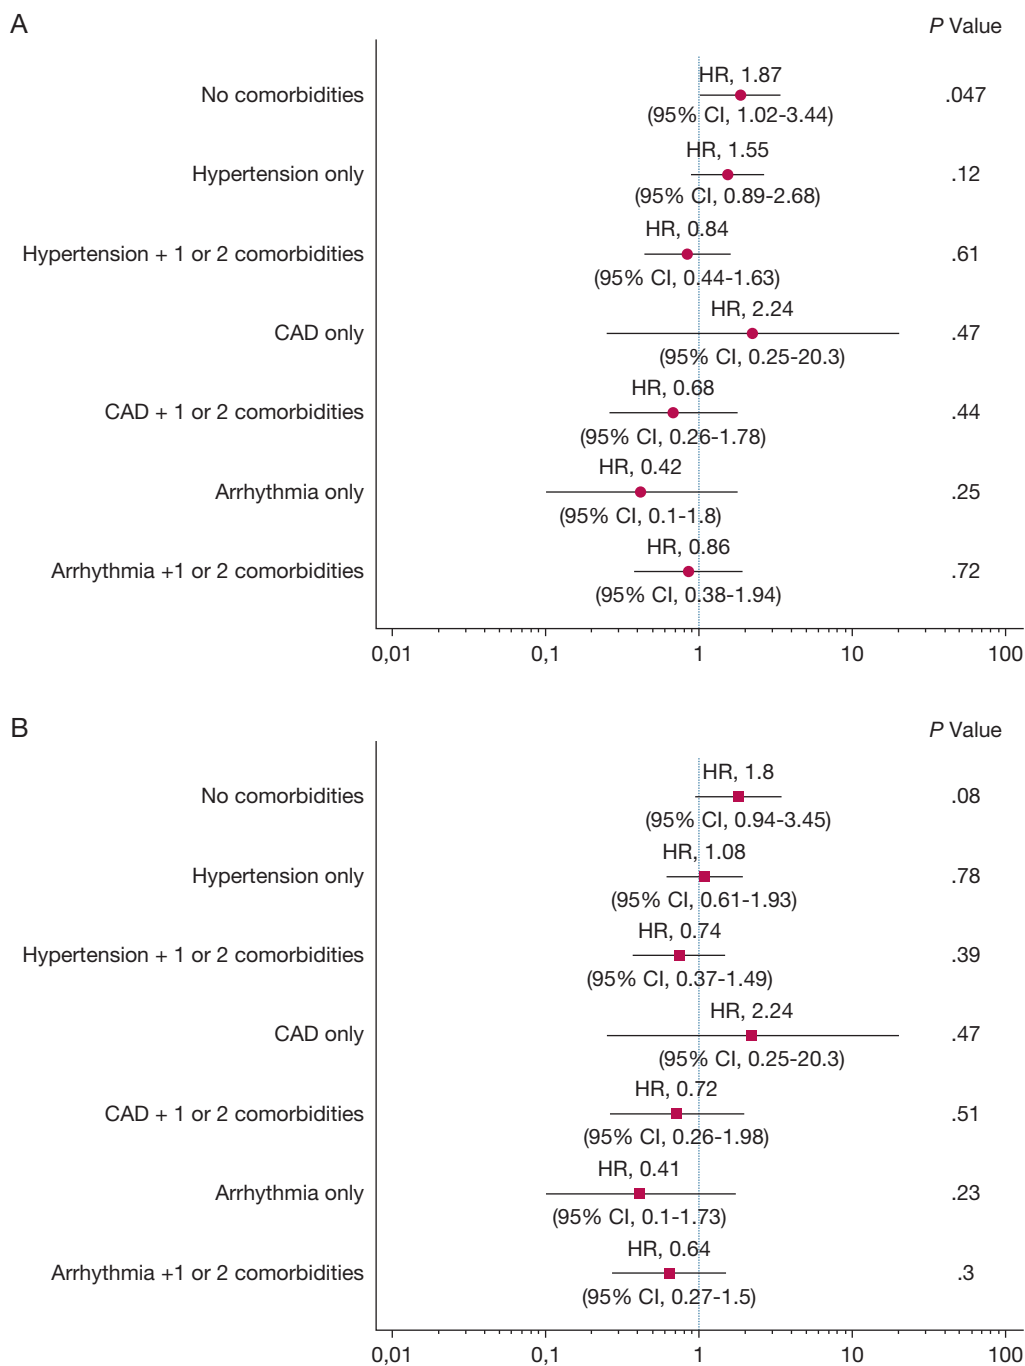 A
P Value
No comorbidities
HR, 1.87
(95% CI, 1.02-3.44)
.047
Hypertension only
HR, 1.55
(95% CI, 0.89-2.68)
.12
Hypertension + 1 or 2 comorbidities
HR, 0.84
(95% CI, 0.44-1.63)
.61
CAD only
HR, 2.24
(95% CI, 0.25-20.3)
.47
CAD + 1 or 2 comorbidities
HR, 0.68
(95% CI, 0.26-1.78)
.44
Arrhythmia only
HR, 0.42
(95% CI, 0.1-1.8)
.25
Arrhythmia +1 or 2 comorbidities
HR, 0.86
(95% CI, 0.38-1.94)
.72
0,01 0,1 1 10 100
B
P Value
No comorbidities
HR, 1.8
(95% CI, 0.94-3.45)
.08
Hypertension only
HR, 1.08
(95% CI, 0.61-1.93)
.78
Hypertension + 1 or 2 comorbidities
HR, 0.74
(95% CI, 0.37-1.49)
.39
CAD only
HR, 2.24
(95% CI, 0.25-20.3)
.47
CAD + 1 or 2 comorbidities
HR, 0.72
(95% CI, 0.26-1.98)
.51
Arrhythmia only
HR, 0.41
(95% CI, 0.1-1.73)
.23
Arrhythmia +1 or 2 comorbidities
HR, 0.64
(95% CI, 0.27-1.5)
.3
0,01 0,1 1 10 100